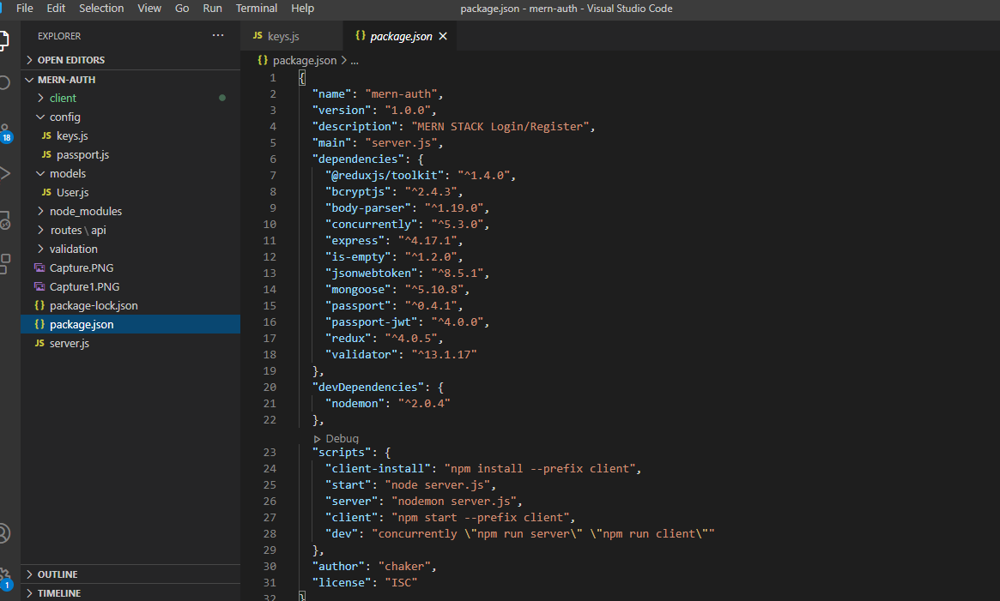 File Edit Selection View Go Run Terminal Help package.json - mern-auth - Visual Studio Code
EXPLORER ...
OPEN EDITORS
MERN-AUTH
client
config
JS keys.js
JS passport.js
models
JS User.js
node_modules
routes \ api
validation
Capture.PNG
Capture1.PNG
{} package-lock.json
{} package.json
JS server.js
OUTLINE
TIMELINE
18
1
JS keys.js {} package.json ×
{} package.json > ...
1 {
2 "name": "mern-auth",
3 "version": "1.0.0",
4 "description": "MERN STACK Login/Register",
5 "main": "server.js",
6 "dependencies": {
7 "@reduxjs/toolkit": "^1.4.0",
8 "bcryptjs": "^2.4.3",
9 "body-parser": "^1.19.0",
10 "concurrently": "^5.3.0",
11 "express": "^4.17.1",
12 "is-empty": "^1.2.0",
13 "jsonwebtoken": "^8.5.1",
14 "mongoose": "^5.10.8",
15 "passport": "^0.4.1",
16 "passport-jwt": "^4.0.0",
17 "redux": "^4.0.5",
18 "validator": "^13.1.17"
19 },
20 "devDependencies": {
21 "nodemon": "^2.0.4"
22 },
Debug
23 "scripts": {
24 "client-install": "npm install --prefix client",
25 "start": "node server.js",
26 "server": "nodemon server.js",
27 "client": "npm start --prefix client",
28 "dev": "concurrently \"npm run server\" \"npm run client\""
29 },
30 "author": "chaker",
31 "license": "ISC"
32 }